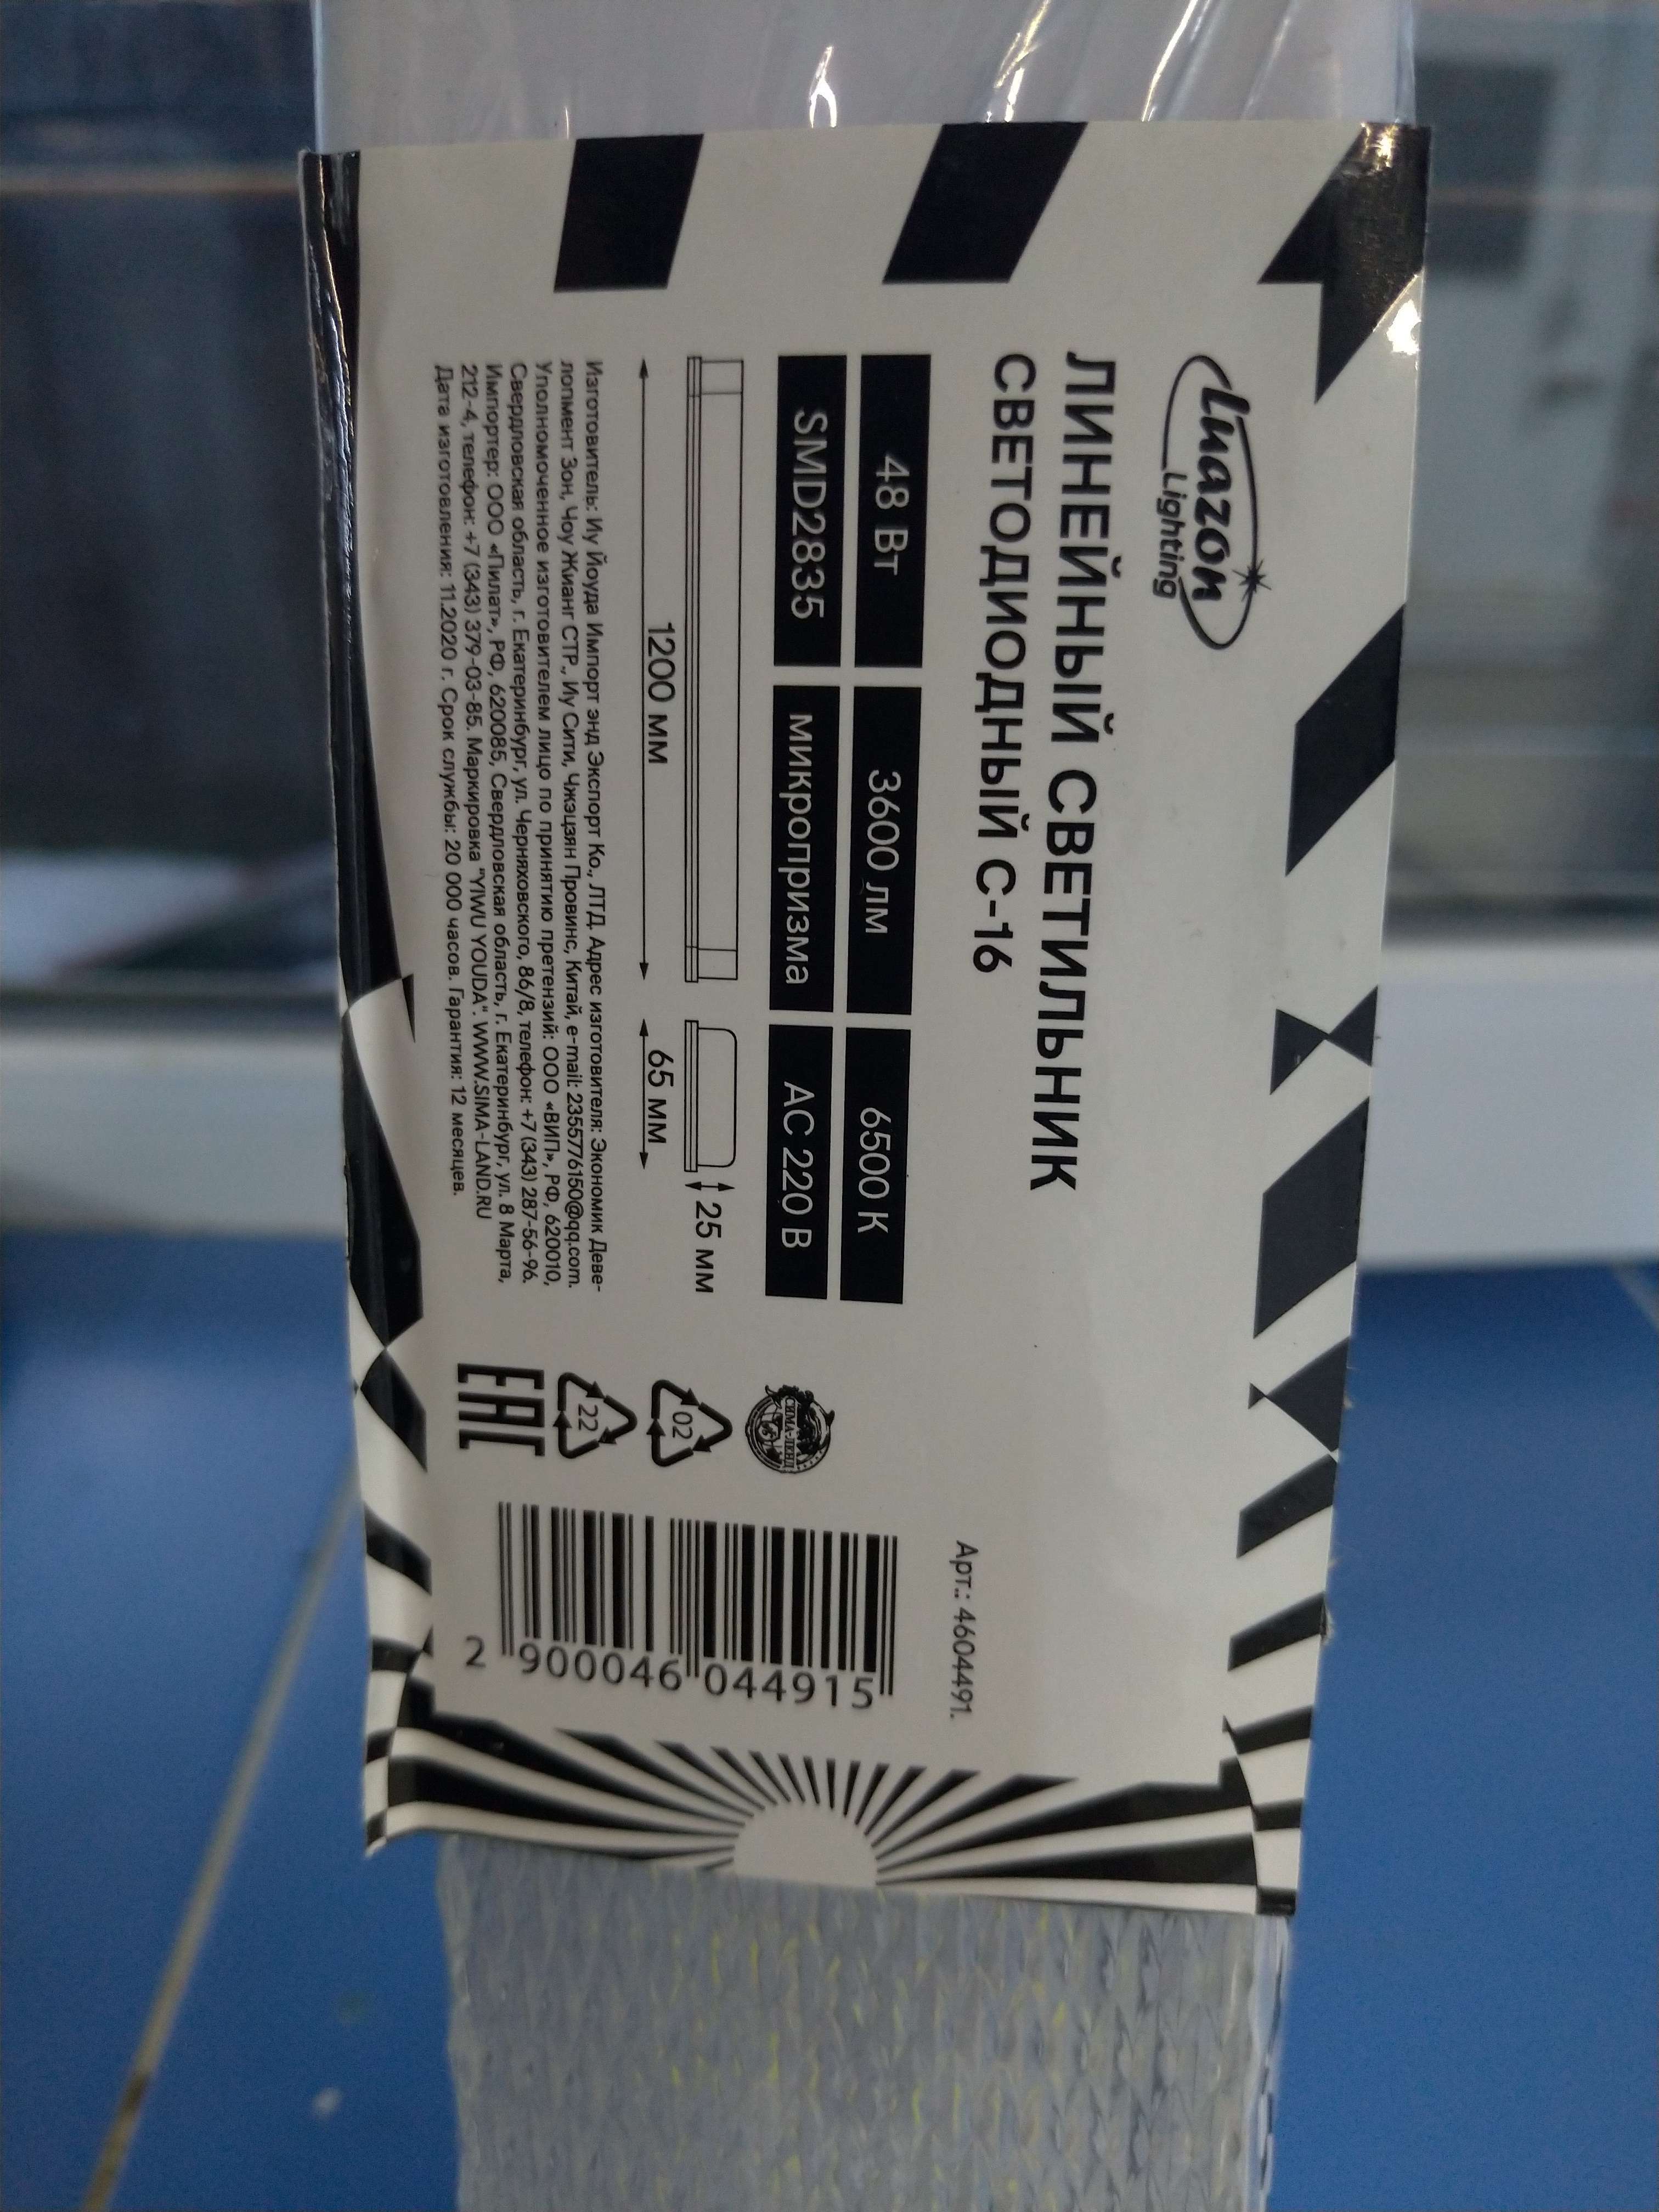 Luazon
Lighting
ЛИНЕЙНЫЙ СВЕТИЛЬНИК
СВЕТОДИОДНЫЙ С-16
Арт.: 4604491.
48 Вт
3600 лм
6500 К
SMD2835
микропризма
АС 220 В
25 мм
1200 мм
65 мм
Изготовитель: Иу Йоуда Импорт энд Экспорт Ко., ЛТД. Адрес изготовителя: Экономик Деве-
лопмент Зон, Чоу Жианг СТР., Иу Сити, Чжэцзян Провинс, Китай, e-mail: 2355776150@qq.com.
Уполномоченное изготовителем лицо по принятию претензий: ООО «ВИП», РФ, 620010,
Свердловская область, г. Екатеринбург, ул. Черняховского, 86/8, телефон: +7 (343) 287-56-96.
Импортер: ООО «Пилат», РФ, 620085, Свердловская область, г. Екатеринбург, ул. 8 Марта,
212-4, телефон: +7 (343) 379-03-85. Маркировка "YIWU YOUDA". WWW.SIMA-LAND.RU
Дата изготовления: 11.2020 г. Срок службы: 20 000 часов. Гарантия: 12 месяцев.
СИМА-ЛЕНД
02
22
EAC
2 900046 044915